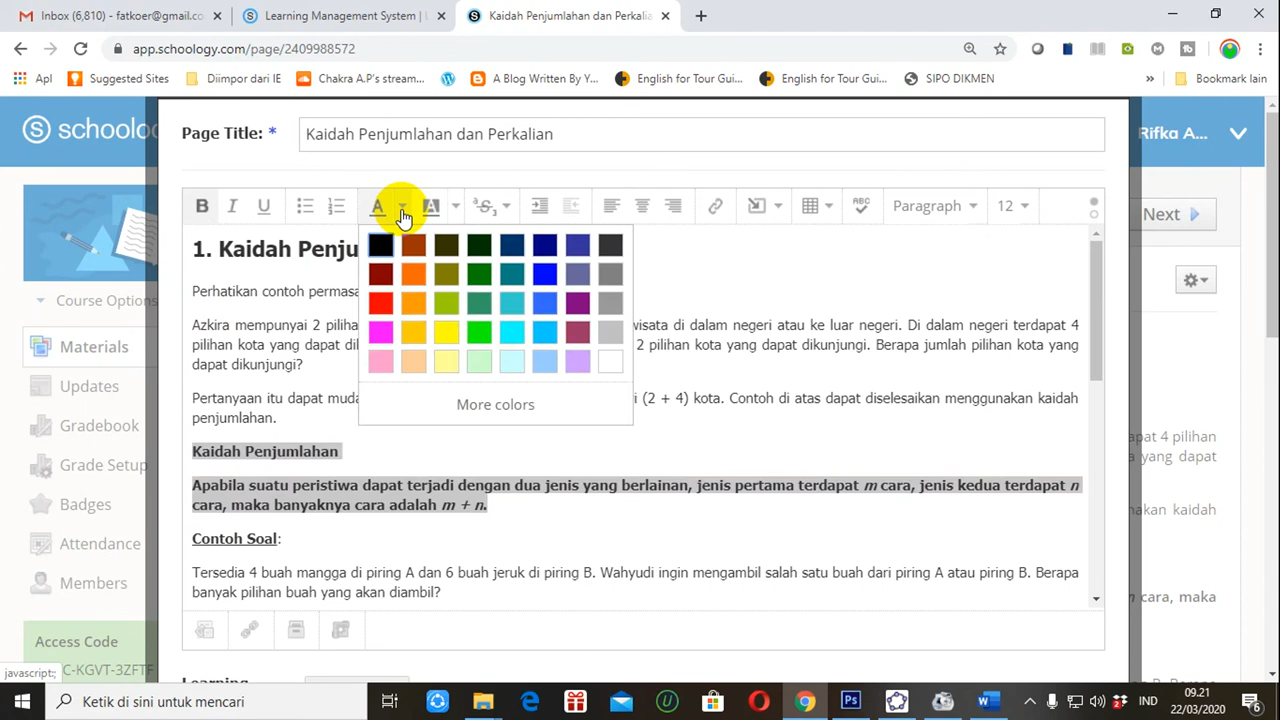 Inbox (6,810) - fatkoer@gmail.co
Learning Management System | L
Kaidah Penjumlahan dan Perkalia
app.schoology.com/page/2409988572
Apl
Suggested Sites
Diimpor dari IE
Chakra A.P's stream...
A Blog Written By Y...
English for Tour Gui...
English for Tour Gui...
SIPO DIKMEN
»
Bookmark lain
S schoology
Rifka A...
Page Title: *
Kaidah Penjumlahan dan Perkalian
B I U A A S ABC Paragraph 12
Next
1. Kaidah Penju
Perhatikan contoh permasa
Azkira mempunyai 2 piliha
wisata di dalam negeri atau ke luar negeri. Di dalam negeri terdapat 4
pilihan kota yang dapat di
2 pilihan kota yang dapat dikunjungi. Berapa jumlah pilihan kota yang
dapat dikunjungi?
Pertanyaan itu dapat muda
i (2 + 4) kota. Contoh di atas dapat diselesaikan menggunakan kaidah
penjumlahan.
More colors
Kaidah Penjumlahan
Apabila suatu peristiwa dapat terjadi dengan dua jenis yang berlainan, jenis pertama terdapat m cara, jenis kedua terdapat n
cara, maka banyaknya cara adalah m + n.
Contoh Soal:
Tersedia 4 buah mangga di piring A dan 6 buah jeruk di piring B. Wahyudi ingin mengambil salah satu buah dari piring A atau piring B. Berapa
banyak pilihan buah yang akan diambil?
Learning
Course Options
Materials
Updates
Gradebook
Grade Setup
Badges
Attendance
Members
Access Code
C-KGVT-3ZFTF
apat 4 pilihan
kota yang dapat
akan kaidah
n cara, maka
g B. Berapa
javascript:;
Ketik di sini untuk mencari
IND
09.21
22/03/2020